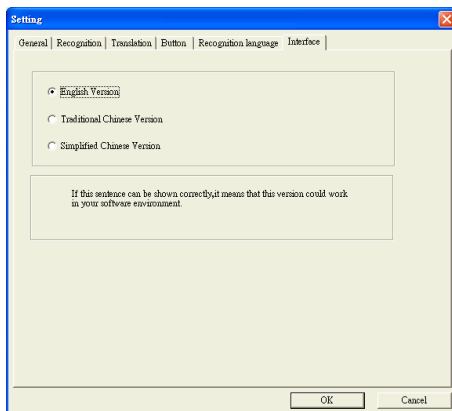 Setting
General Recognition Translation Button Recognition language Interface
English Version
Traditional Chinese Version
Simplified Chinese Version
If this sentence can be shown correctly,it means that this version could work
in your software environment.
OK Cancel